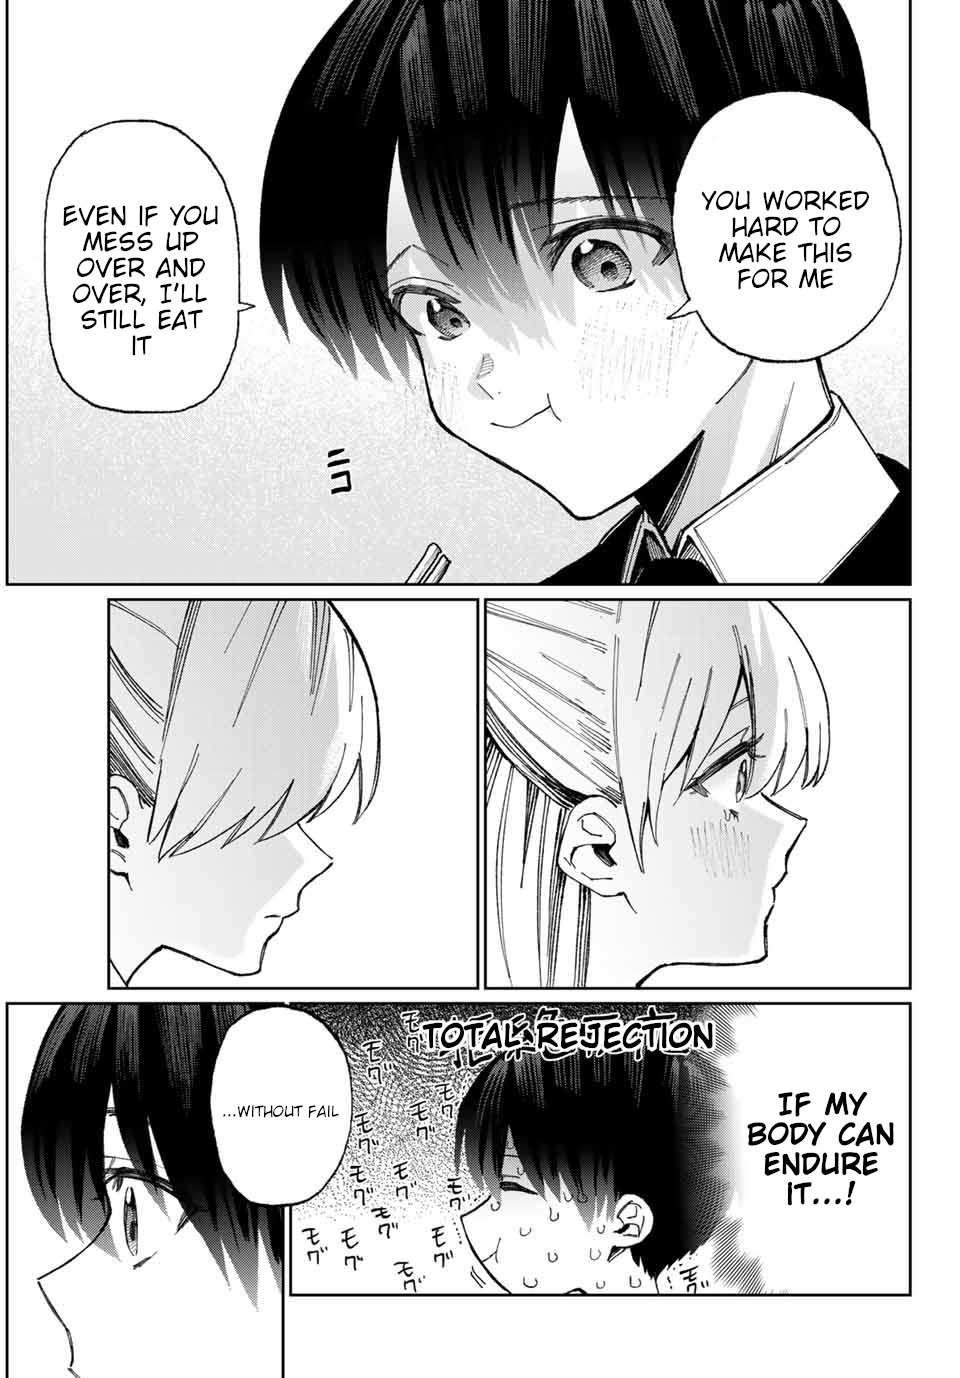 YOU WORKED
HARD TO
MAKE THIS
FOR ME
EVEN IF YOU
MESS UP
OVER AND
OVER, I'LL
STILL EAT
IT
ニコ
TOTAL REJECTION
IF MY
BODY CAN
ENDURE
IT...!
モグ
モグ
モグ
モグ
モグ
モグ
モグ
モグ
モグ
...WITHOUT FAIL